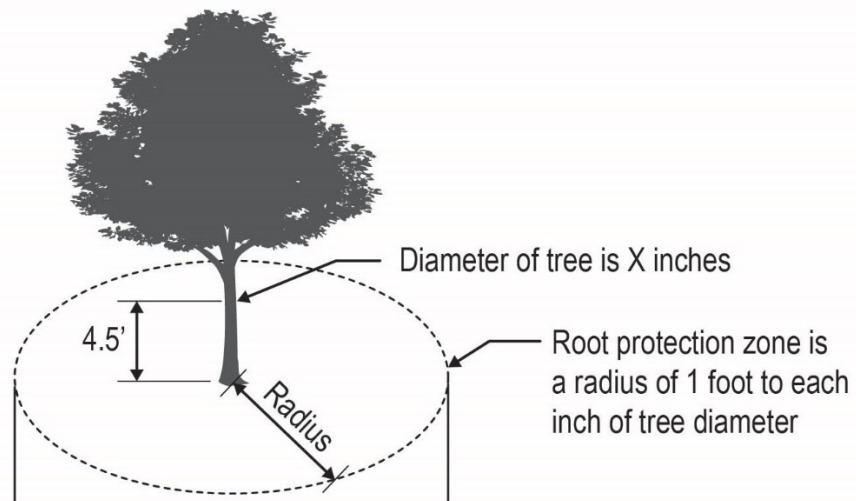 Diameter of tree is X inches
4.5’
Root protection zone is
a radius of 1 foot to each
inch of tree diameter
Radius